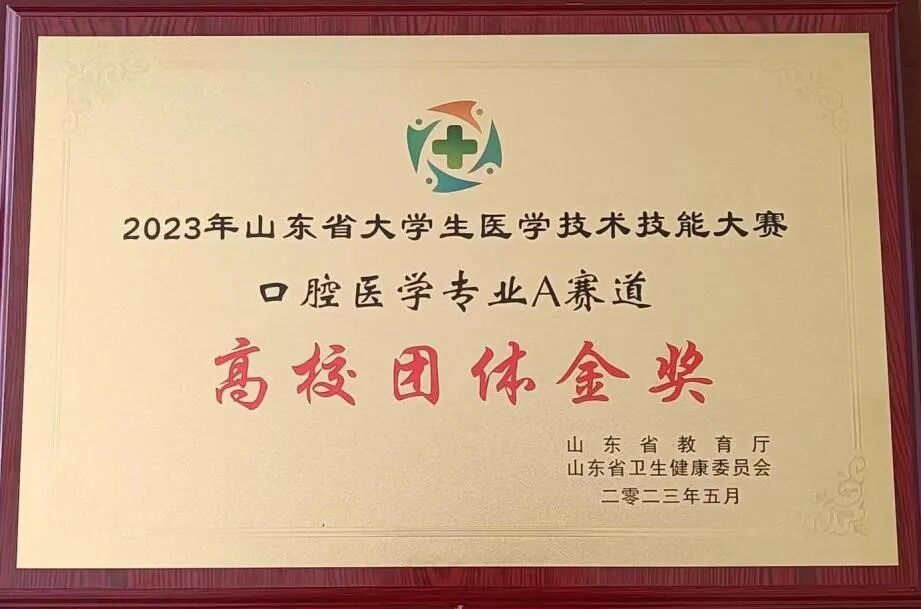 2023年山东省大学生医学技术技能大赛
口腔医学专业A赛道
高校团体金奖
山东省教育厅
山东省卫生健康委员会
二零二三年五月